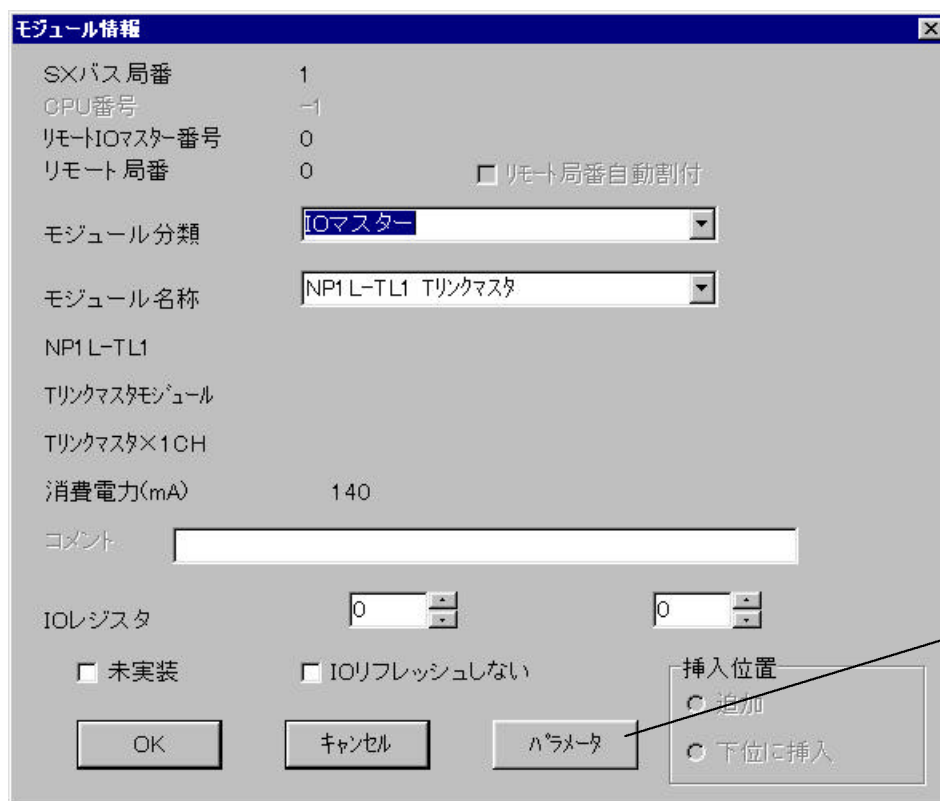 モジュール情報
SXバス局番 1
CPU番号 -1
リモートIOマスター番号 0
リモート局番 0 リモート局番自動割付
モジュール分類 IOマスター
モジュール名称 NP1L-TL1 Tリンクマスタ
NP1L-TL1
Tリンクマスタモジュール
Tリンクマスタ×1CH
消費電力(mA) 140
コメント
IOレジスタ 0 0
未実装 IOリフレッシュしない 挿入位置
追加
OK キャンセル パラメータ
下位に挿入